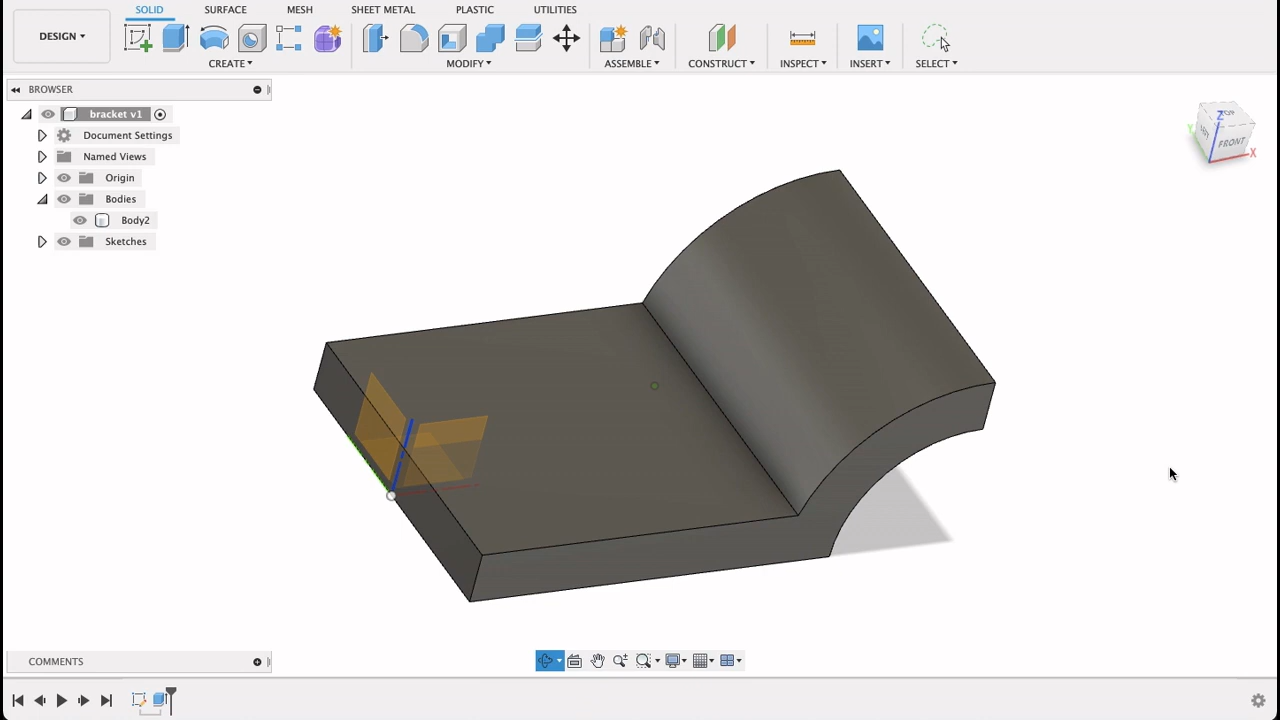 SOLID SURFACE MESH SHEET METAL PLASTIC UTILITIES
DESIGN
CREATE MODIFY ASSEMBLE CONSTRUCT INSPECT INSERT SELECT
BROWSER
bracket v1
Document Settings
Named Views
Origin
Bodies
Body2
Sketches
Z
TOP
FRONT
X
Y
COMMENTS